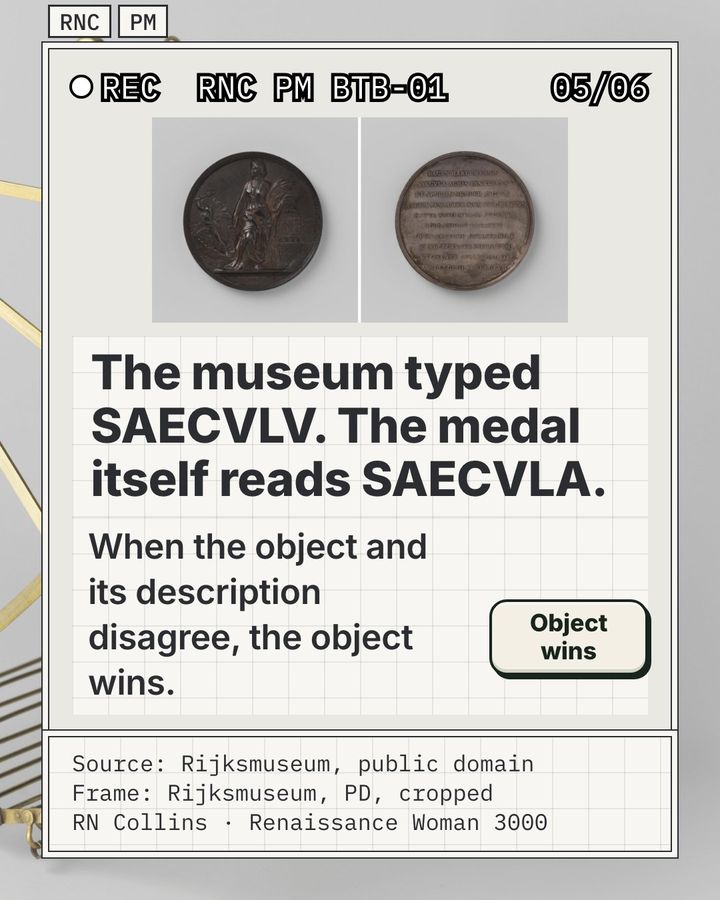 RNC PM
REC RNC PM BTB-01 05/06
The museum typed
SAECVLV. The medal
itself reads SAECVLA.
When the object and
its description
disagree, the object
wins.
Object
wins
Source: Rijksmuseum, public domain
Frame: Rijksmuseum, PD, cropped
RN Collins · Renaissance Woman 3000